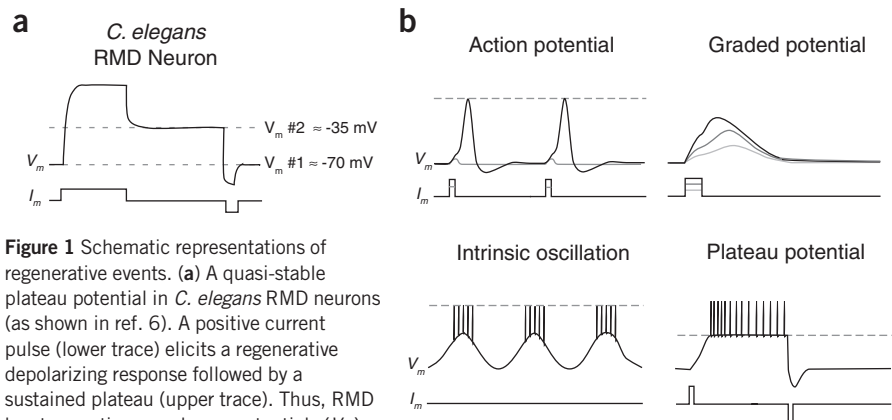 a
C. elegans
RMD Neuron
V_m #2 ≈ -35 mV
V_m
V_m #1 ≈ -70 mV
I_m
Figure 1 Schematic representations of
regenerative events. (a) A quasi-stable
plateau potential in C. elegans RMD neurons
(as shown in ref. 6). A positive current
pulse (lower trace) elicits a regenerative
depolarizing response followed by a
sustained plateau (upper trace). Thus, RMD
b
Action potential
Graded potential
V_m
I_m
Intrinsic oscillation
Plateau potential
V_m
I_m